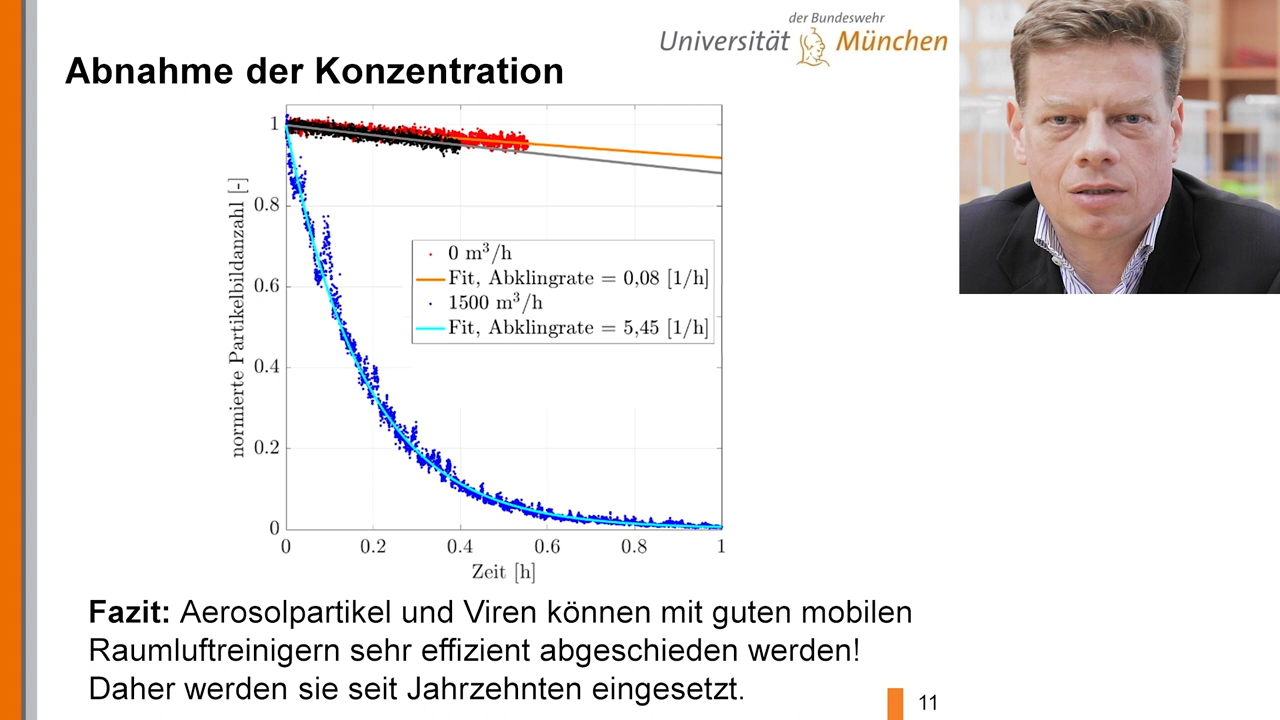 der Bundeswehr
Universität München
Abnahme der Konzentration
normierte Partikelbildanzahl [-]
1
0.8
0.6
0.4
0.2
0
0 m³/h
Fit, Abklingrate = 0,08 [1/h]
1500 m³/h
Fit, Abklingrate = 5,45 [1/h]
0 0.2 0.4 0.6 0.8 1
Zeit [h]
Fazit: Aerosolpartikel und Viren können mit guten mobilen
Raumluftreinigern sehr effizient abgeschieden werden!
Daher werden sie seit Jahrzehnten eingesetzt.
11